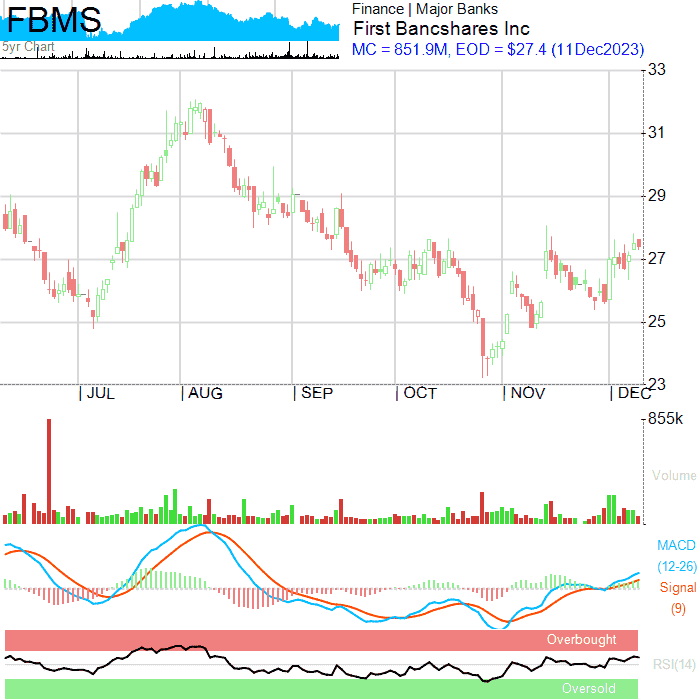 FBMS
5yr Chart
Finance | Major Banks
First Bancshares Inc
MC = 851.9M, EOD = $27.4 (11Dec2023)
33
31
29
27
25
23
JUL AUG SEP OCT NOV DEC
855k
Volume
MACD
(12-26)
Signal
(9)
Overbought
RSI(14)
Oversold